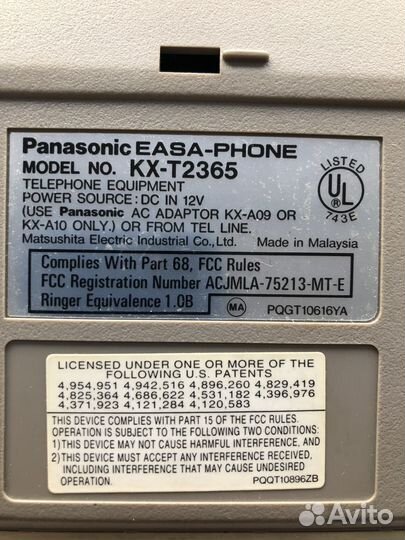 Panasonic EASA-PHONE
MODEL NO. KX-T2365
TELEPHONE EQUIPMENT
POWER SOURCE: DC IN 12V
(USE Panasonic AC ADAPTOR KX-A09 OR
KX-A10 ONLY.) OR FROM TEL LINE.
Matsushita Electric Industrial Co., Ltd.
Made in Malaysia
LISTED
UL
743E
Complies With Part 68, FCC Rules
FCC Registration Number ACJMLA-75213-MT-E
Ringer Equivalence 1.0B
MA
PQGT10616YA
LICENSED UNDER ONE OR MORE OF THE
FOLLOWING U.S. PATENTS
4,954,951 4,942,516 4,896,260 4,829,419
4,825,364 4,686,622 4,531,182 4,396,976
4,371,923 4,121,284 4,120,583
THIS DEVICE COMPLIES WITH PART 15 OF THE FCC RULES.
OPERATION IS SUBJECT TO THE FOLLOWING TWO CONDITIONS:
1)THIS DEVICE MAY NOT CAUSE HARMFUL INTERFERENCE, AND
2)THIS DEVICE MUST ACCEPT ANY INTERFERENCE RECEIVED,
INCLUDING INTERFERENCE THAT MAY CAUSE UNDESIRED
OPERATION.
PQQT10896ZB
Avito